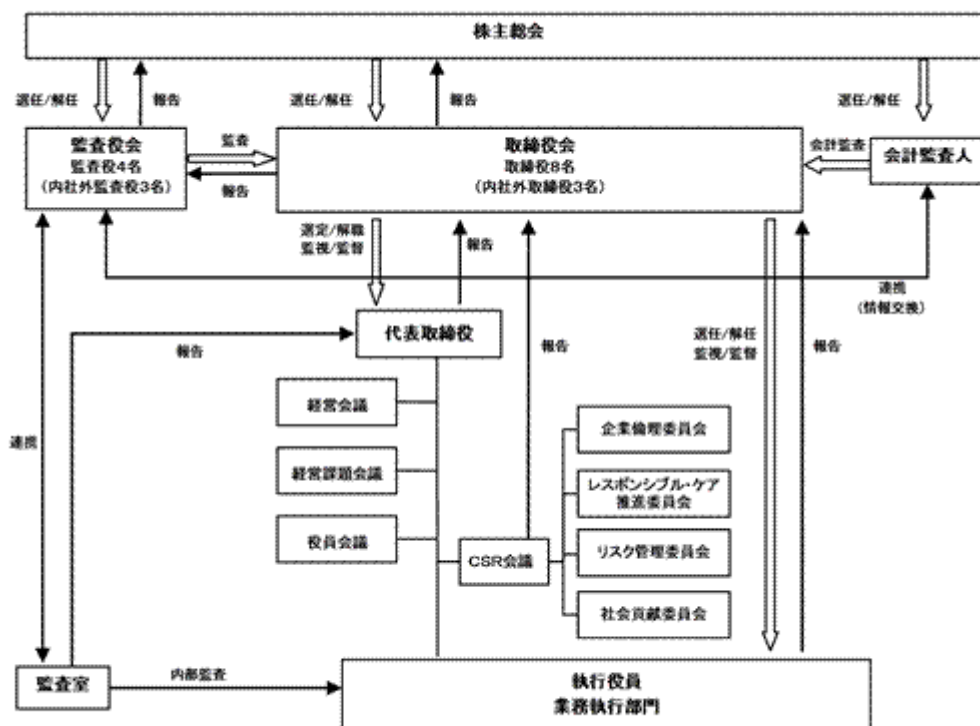 株主総会
選任/解任
報告
選任/解任
報告
選任/解任
監査役会
監査役4名
(内社外監査役3名)
監査
報告
取締役会
取締役8名
(内社外取締役3名)
会計監査
会計監査人
選定/解職
監視/監督
報告
連携
(情報交換)
代表取締役
報告
報告
選任/解任
監視/監督
報告
経営会議
企業倫理委員会
連携
経営課題会議
レスポンシブル・ケア
推進委員会
役員会議
CSR会議
リスク管理委員会
社会貢献委員会
監査室
内部監査
執行役員
業務執行部門